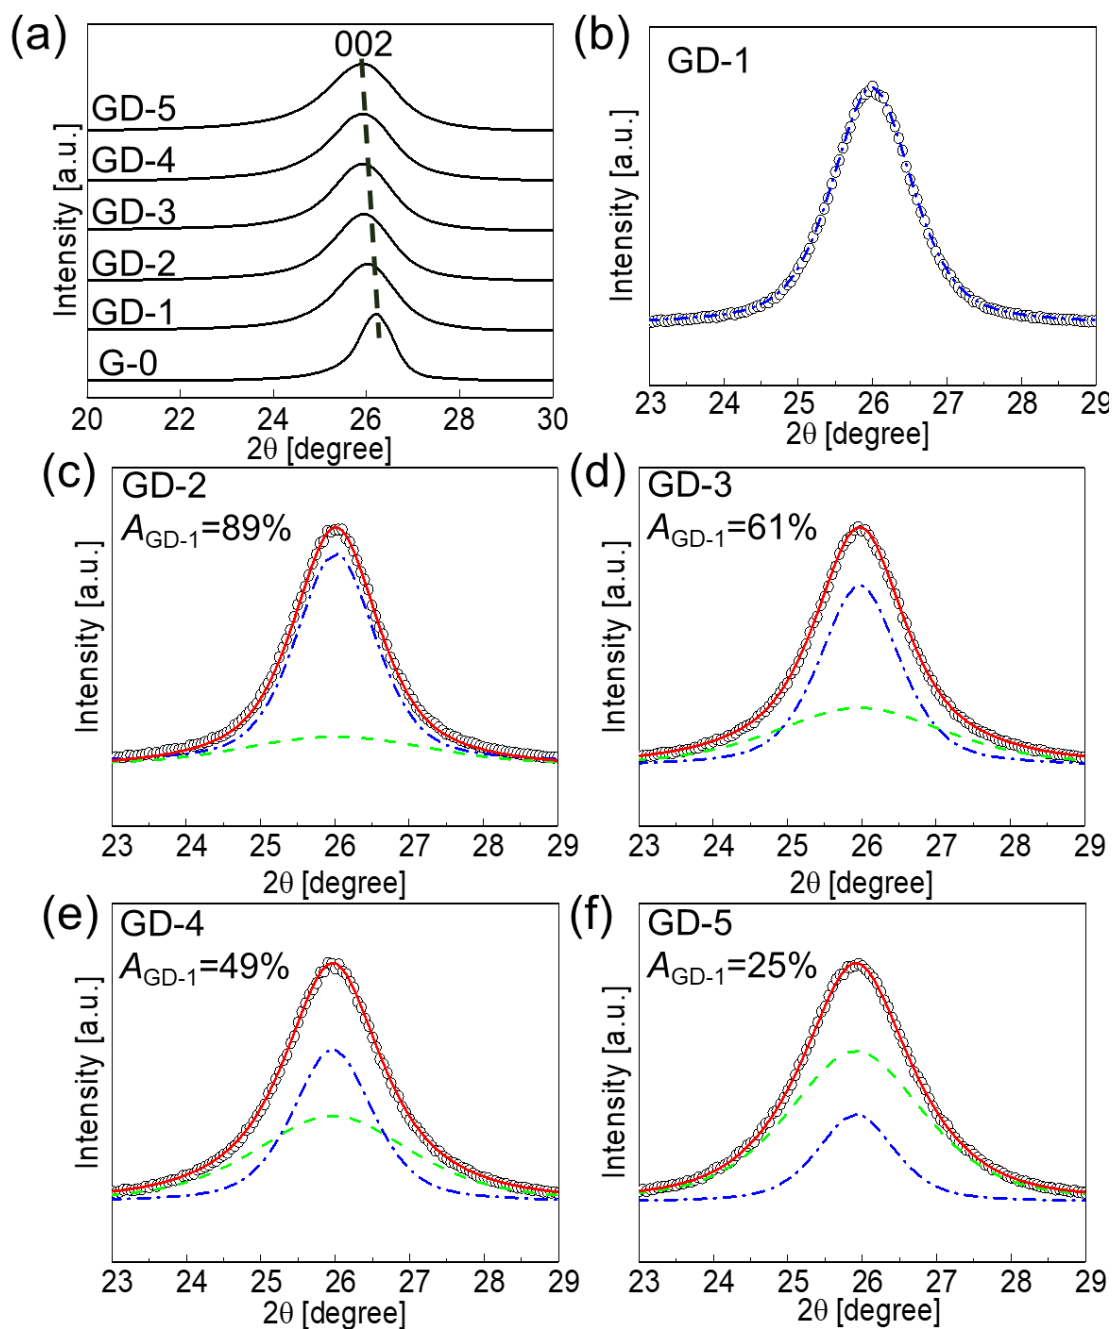 (a)
002
GD-5
GD-4
GD-3
GD-2
GD-1
G-0
Intensity [a.u.]
20 22 24 26 28 30
2θ [degree]
(b)
GD-1
Intensity [a.u.]
23 24 25 26 27 28 29
2θ [degree]
(c)
GD-2
A_GD-1=89%
Intensity [a.u.]
23 24 25 26 27 28 29
2θ [degree]
(d)
GD-3
A_GD-1=61%
Intensity [a.u.]
23 24 25 26 27 28 29
2θ [degree]
(e)
GD-4
A_GD-1=49%
Intensity [a.u.]
23 24 25 26 27 28 29
2θ [degree]
(f)
GD-5
A_GD-1=25%
Intensity [a.u.]
23 24 25 26 27 28 29
2θ [degree]